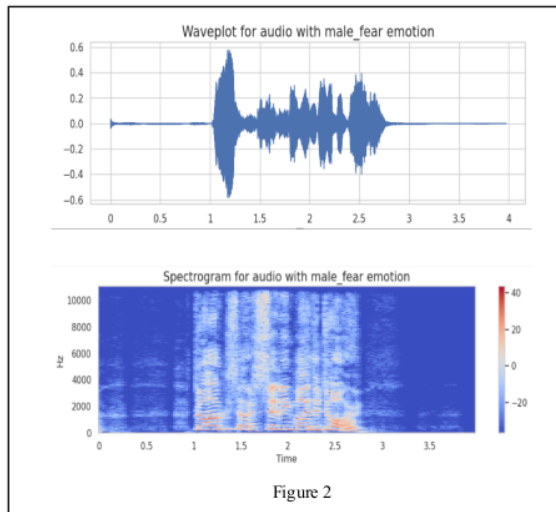 Waveplot for audio with male_fear emotion
0.6
0.4
0.2
0.0
−0.2
−0.4
−0.6
0 0.5 1 1.5 2 2.5 3 3.5 4
Spectrogram for audio with male_fear emotion
10000
8000
6000
4000
2000
0
Hz
0 0.5 1 1.5 2 2.5 3 3.5
Time
40
20
0
−20
Figure 2